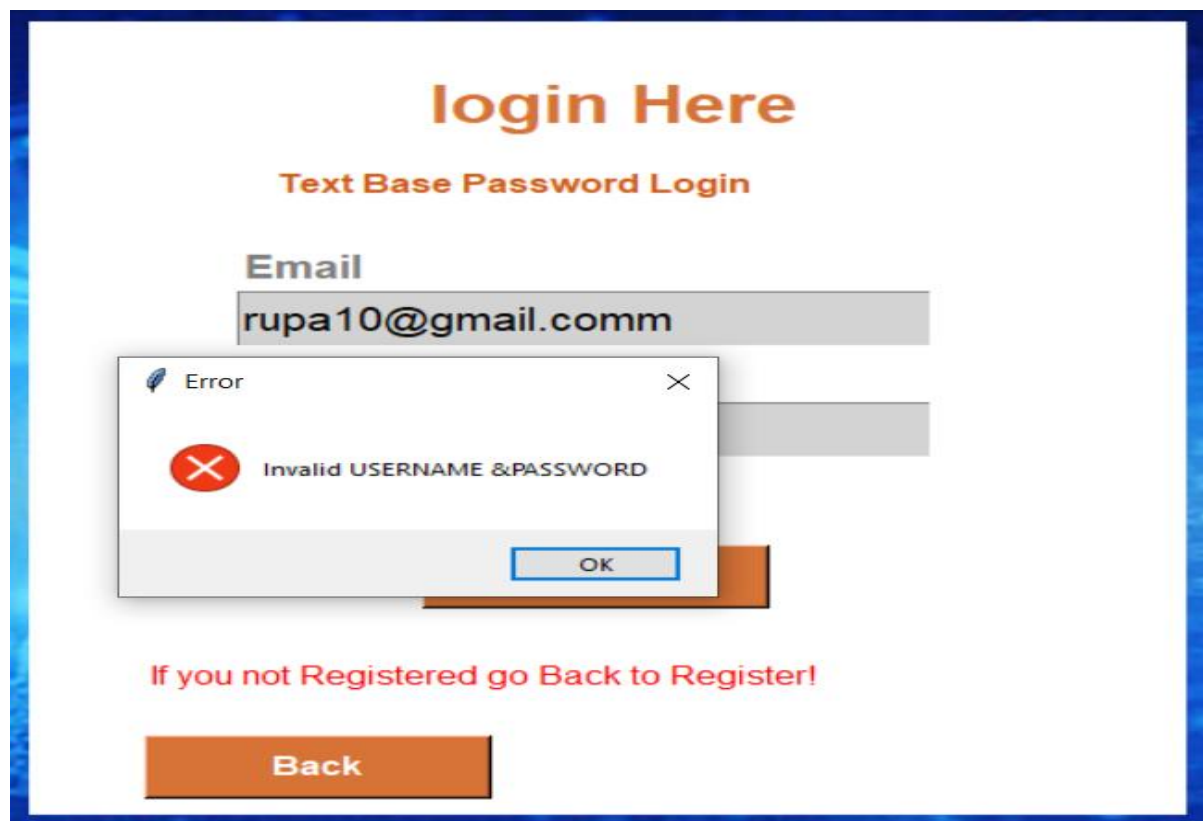 login Here
Text Base Password Login
Email
rupa10@gmail.comm
Error
Invalid USERNAME &PASSWORD
OK
If you not Registered go Back to Register!
Back